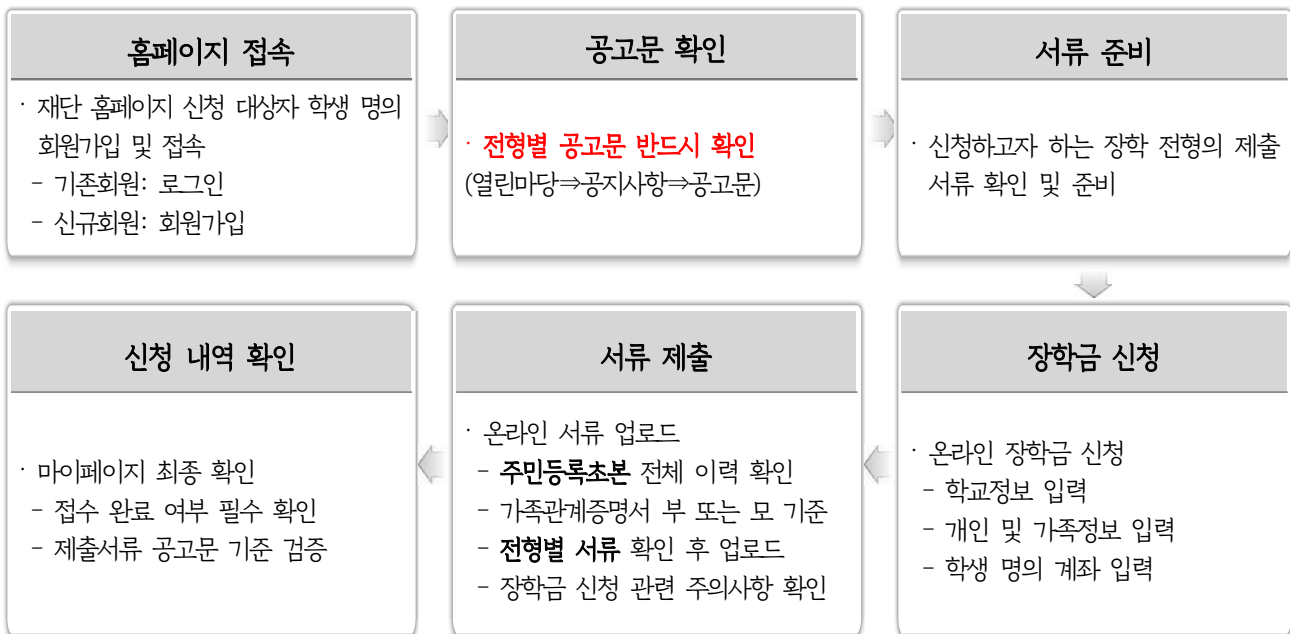 홈페이지 접속
· 재단 홈페이지 신청 대상자 학생 명의
회원가입 및 접속
- 기존회원: 로그인
- 신규회원: 회원가입
공고문 확인
· 전형별 공고문 반드시 확인
(열린마당⇒공지사항⇒공고문)
서류 준비
· 신청하고자 하는 장학 전형의 제출
서류 확인 및 준비
장학금 신청
· 온라인 장학금 신청
- 학교정보 입력
- 개인 및 가족정보 입력
- 학생 명의 계좌 입력
서류 제출
· 온라인 서류 업로드
- 주민등록초본 전체 이력 확인
- 가족관계증명서 부 또는 모 기준
- 전형별 서류 확인 후 업로드
- 장학금 신청 관련 주의사항 확인
신청 내역 확인
· 마이페이지 최종 확인
- 접수 완료 여부 필수 확인
- 제출서류 공고문 기준 검증